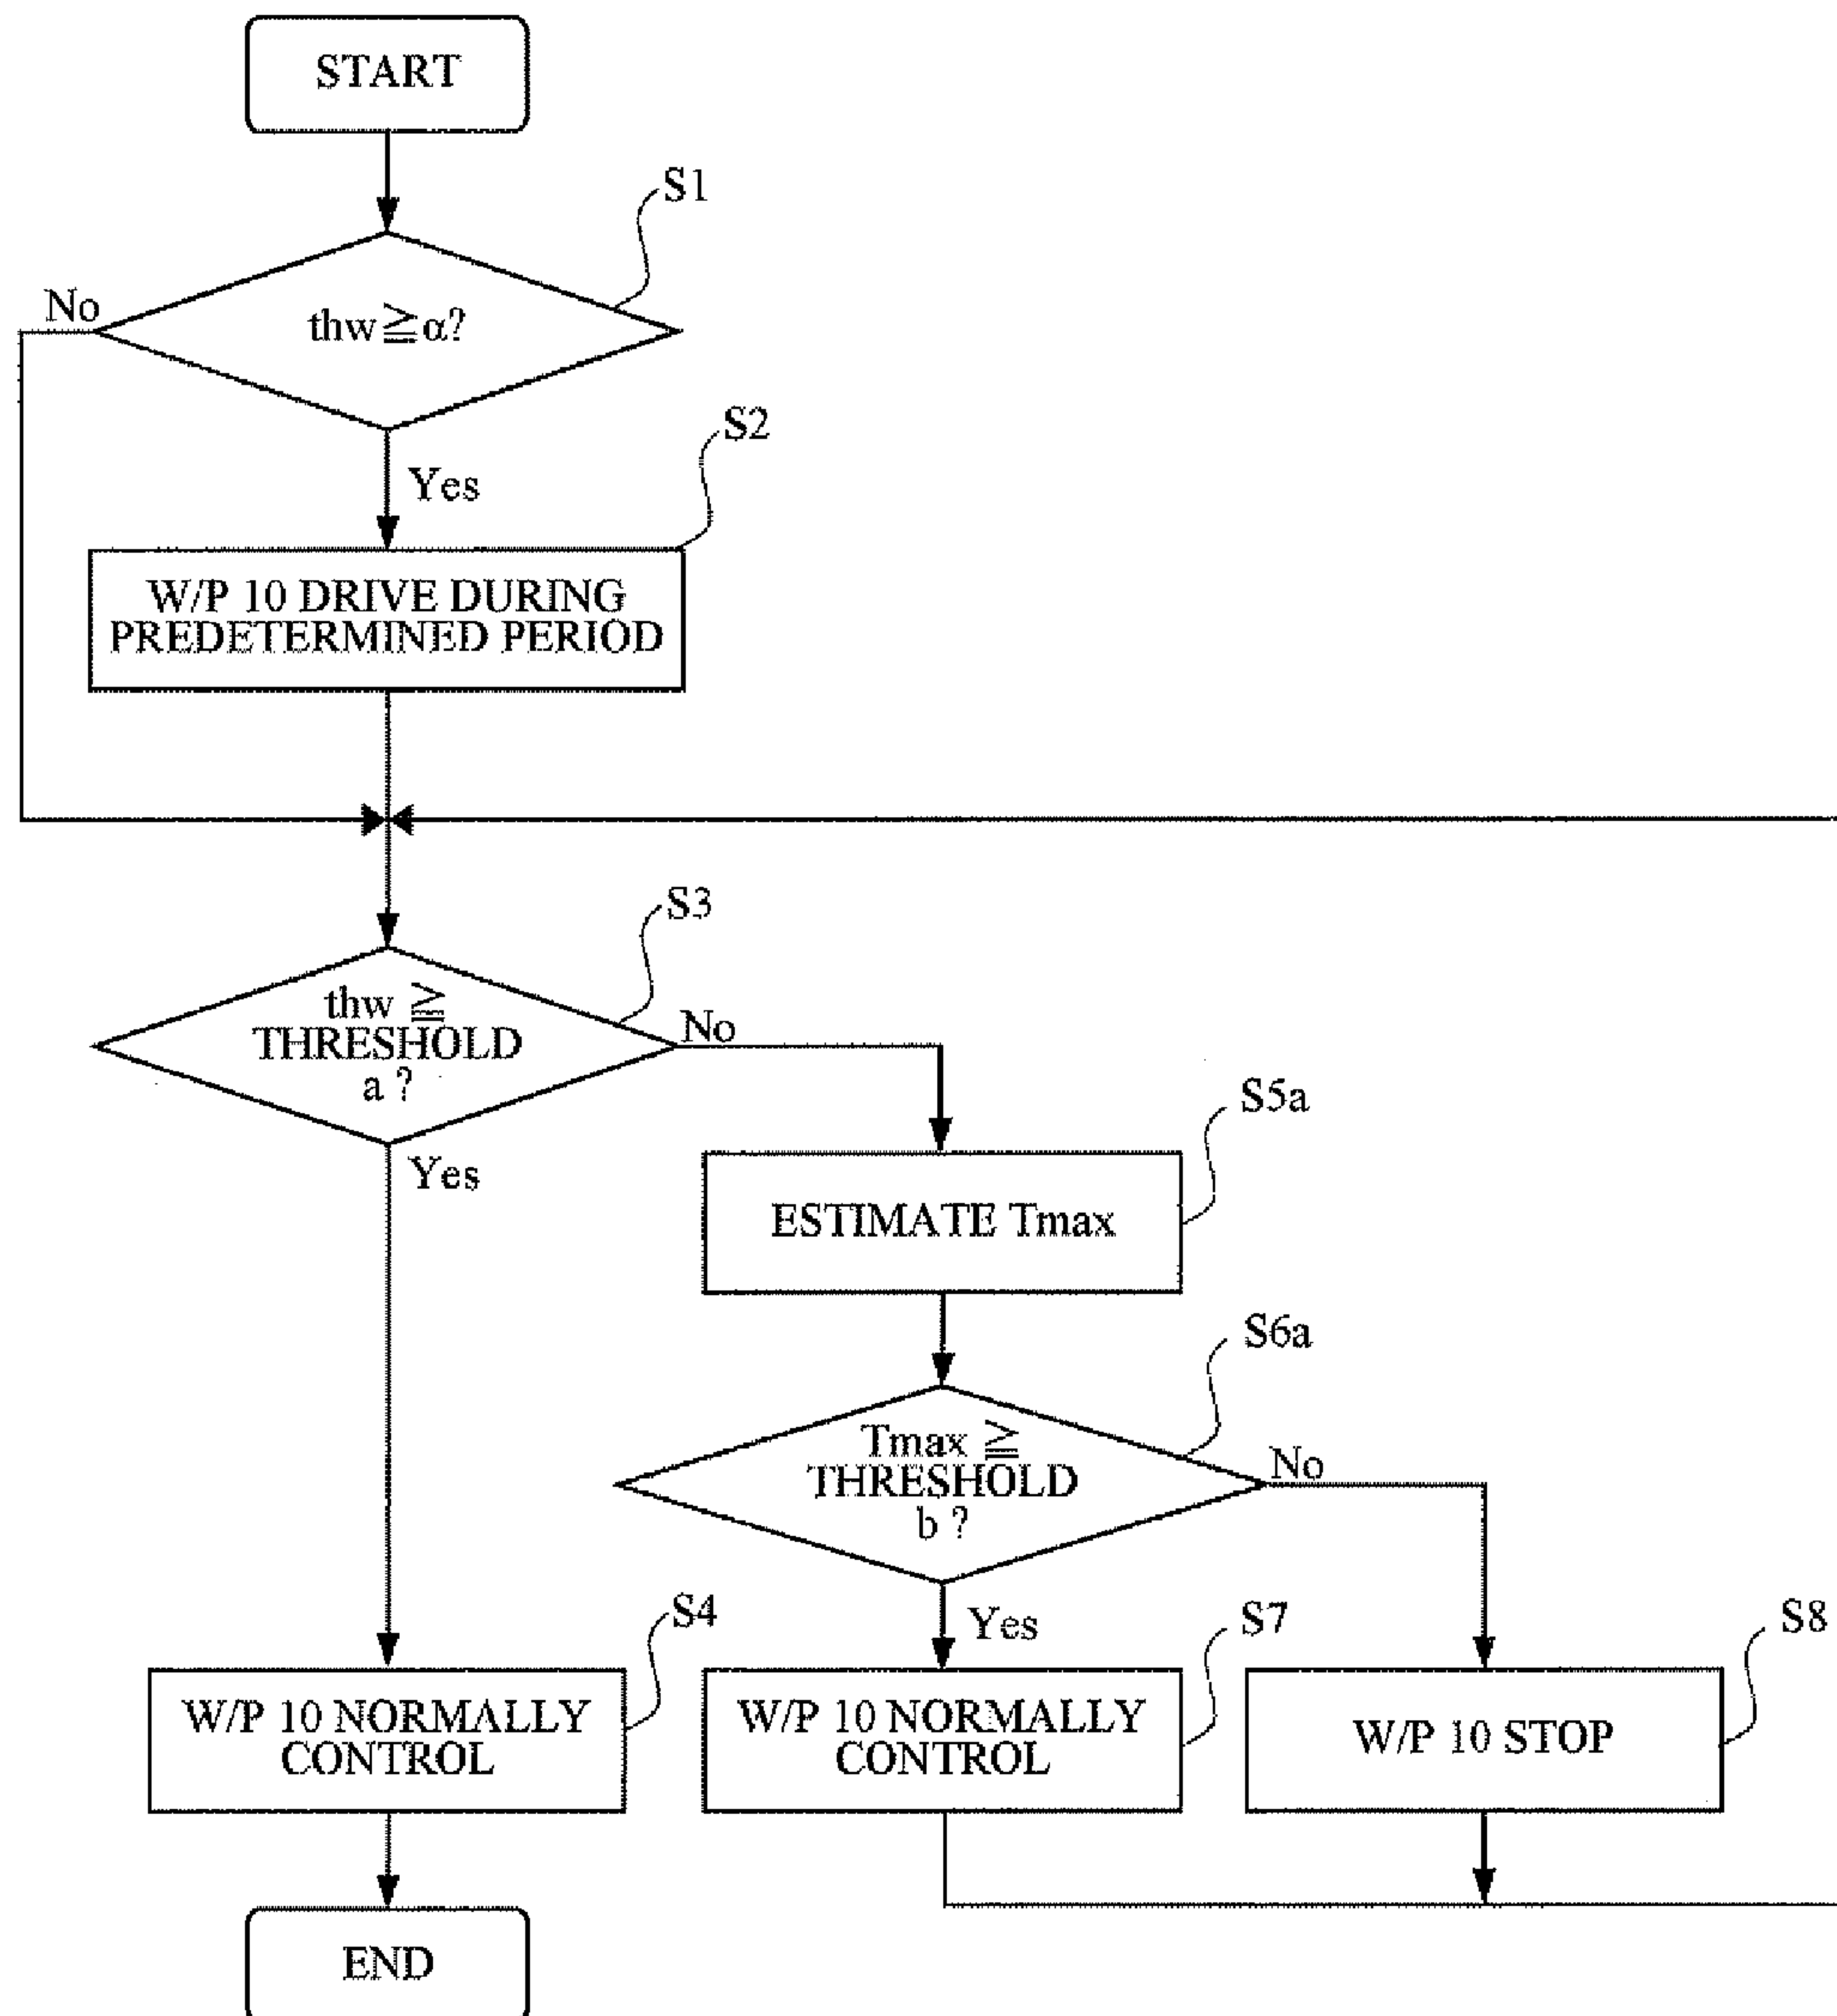 START
S1
No
thw≧α?
S2
Yes
W/P 10 DRIVE DURING
PREDETERMINED PERIOD
S3
thw ≧
THRESHOLD
a ?
No
S5a
Yes
ESTIMATE Tmax
S6a
Tmax ≧
THRESHOLD
b ?
No
S4
Yes
S7
S8
W/P 10 NORMALLY
CONTROL
W/P 10 NORMALLY
CONTROL
W/P 10 STOP
END